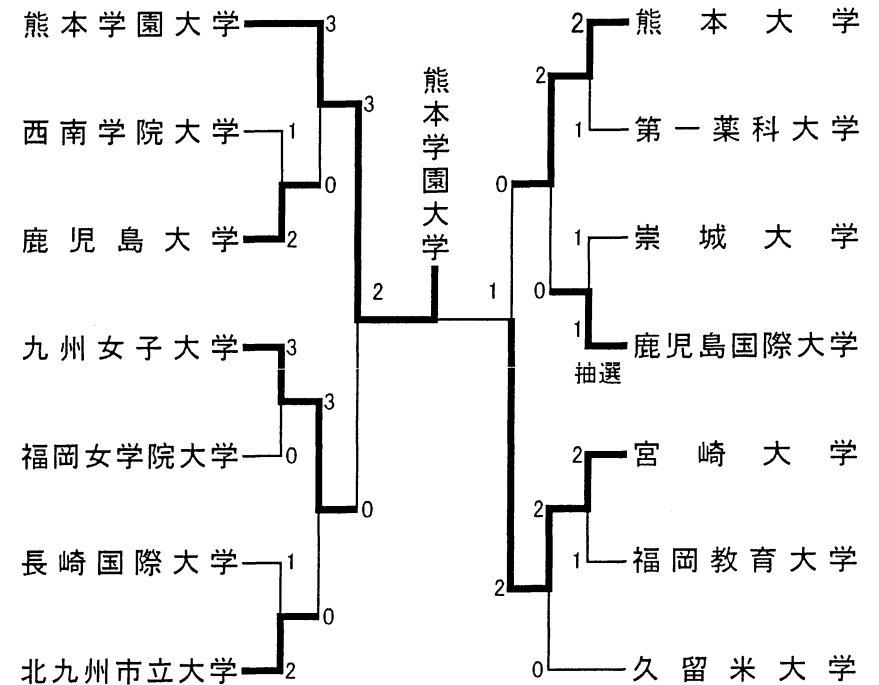 熊本学園大学
3
西南学院大学
1
3
0
鹿児島大学
2
九州女子大学
3
3
福岡女学院大学
0
0
長崎国際大学
1
0
北九州市立大学
2
熊本学園大学
2
1
2
熊本大学
2
1
第一薬科大学
0
1
崇城大学
0
1
鹿児島国際大学
抽選
2
宮崎大学
2
1
福岡教育大学
2
0
久留米大学